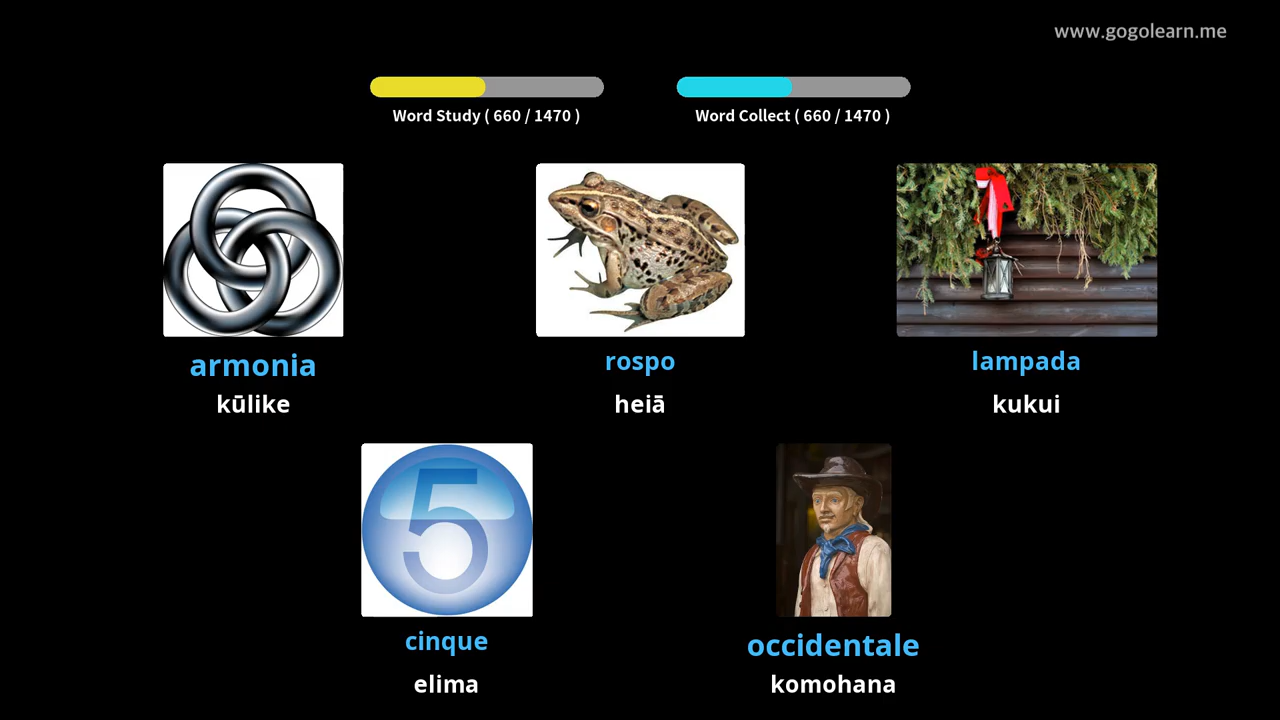 www.gogolearn.me
Word Study ( 660 / 1470 )
Word Collect ( 660 / 1470 )
armonia
kūlike
rospo
heiā
lampada
kukui
5
cinque
elima
occidentale
komohana